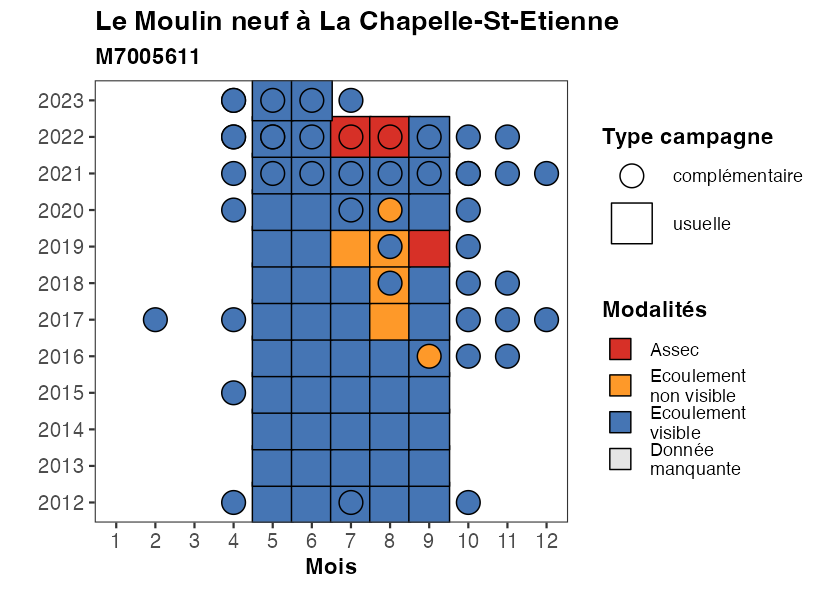 Le Moulin neuf à La Chapelle-St-Etienne
M7005611
2023
2022
2021
2020
2019
2018
2017
2016
2015
2014
2013
2012
1 2 3 4 5 6 7 8 9 10 11 12
Mois
Type campagne
complémentaire
usuelle
Modalités
Assec
Ecoulement
non visible
Ecoulement
visible
Donnée
manquante